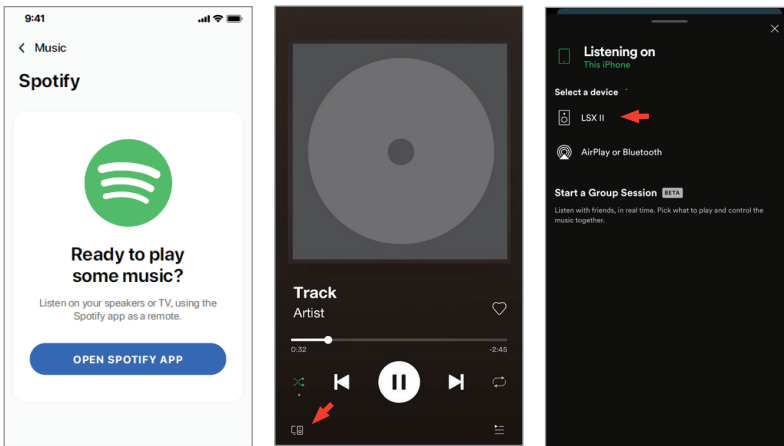 9:41
Music
Spotify
Ready to play
some music?
Listen on your speakers or TV, using the
Spotify app as a remote.
OPEN SPOTIFY APP
Track
Artist
0:32
-2:45
Listening on
This iPhone
Select a device
LSX II
AirPlay or Bluetooth
Start a Group Session BETA
Listen with friends, in real time. Pick what to play and control the
music together.